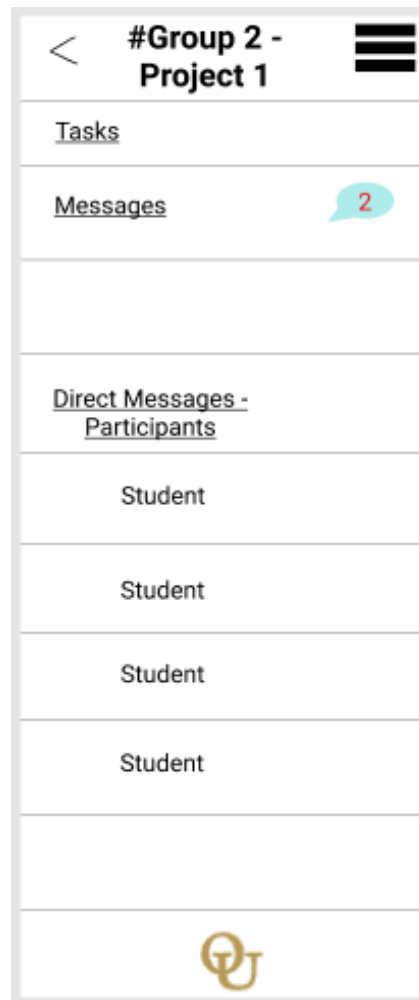 <
#Group 2 -
Project 1
Tasks
Messages
2
Direct Messages -
Participants
Student
Student
Student
Student
OU